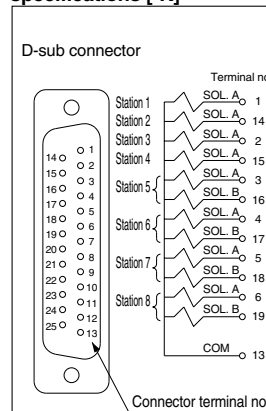 D-sub connector
Terminal no
Station 1 SOL. A 1
Station 2 SOL. A 14
Station 3 SOL. A 2
Station 4 SOL. A 15
Station 5 SOL. A 3
SOL. B 16
Station 6 SOL. A 4
SOL. B 17
Station 7 SOL. A 5
SOL. B 18
Station 8 SOL. A 6
SOL. B 19
COM 13
1
14
2
15
3
16
4
17
5
18
6
19
7
20
8
21
9
22
10
23
11
24
12
25
13
Connector terminal no